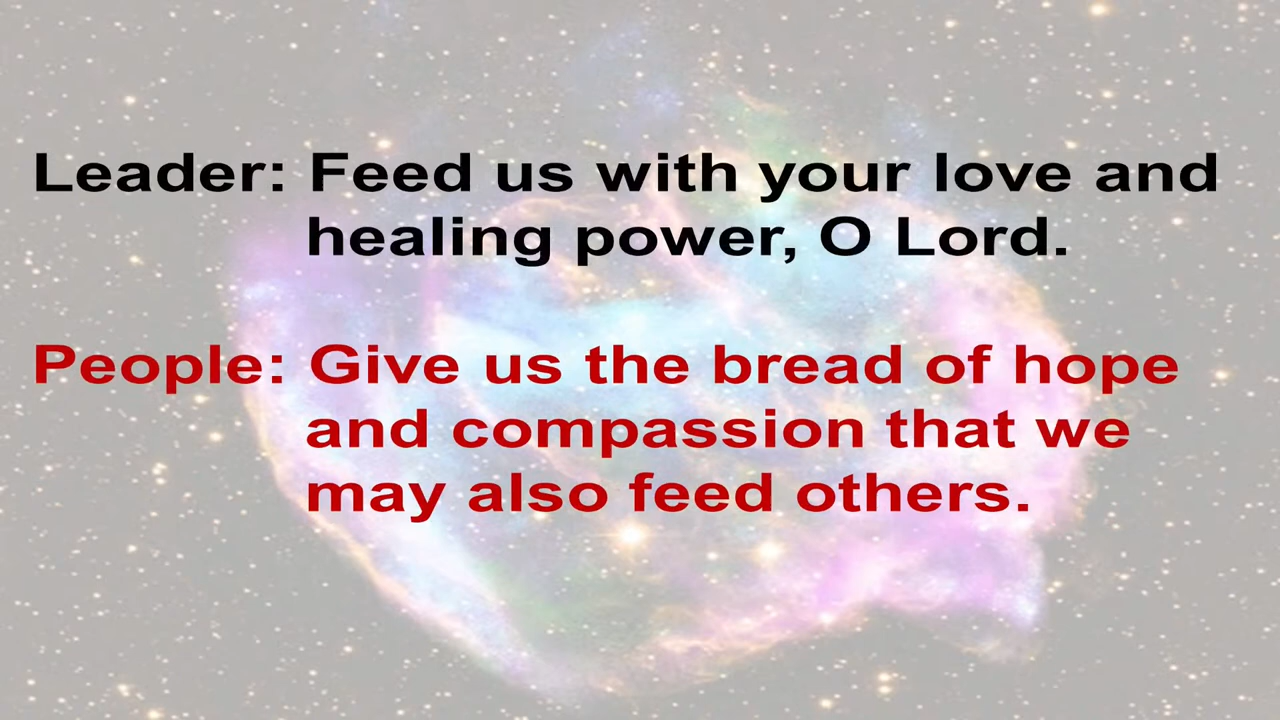 Leader: Feed us with your love and
healing power, O Lord.
People: Give us the bread of hope
and compassion that we
may also feed others.